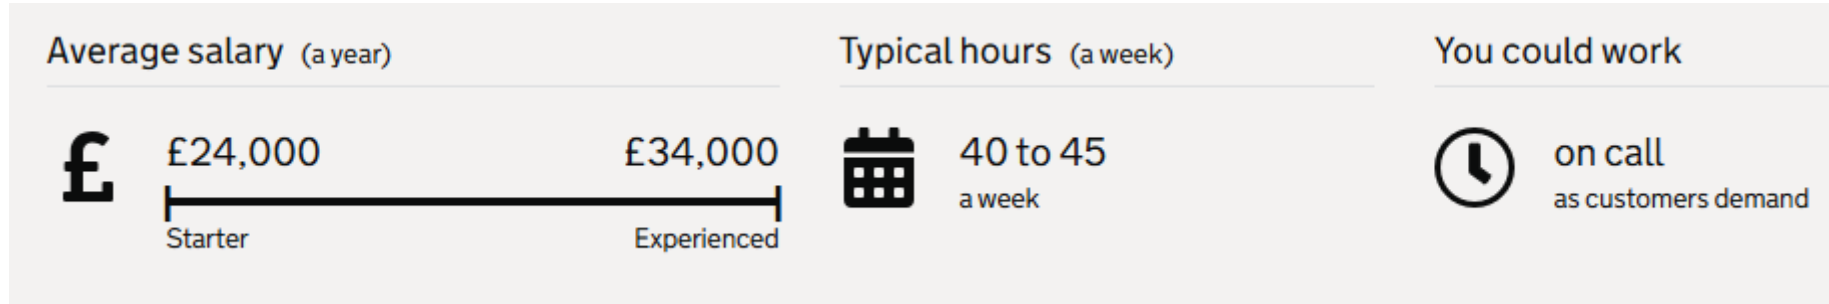 Average salary (a year)
£24,000 £34,000
Starter Experienced
Typical hours (a week)
40 to 45
a week
You could work
on call
as customers demand